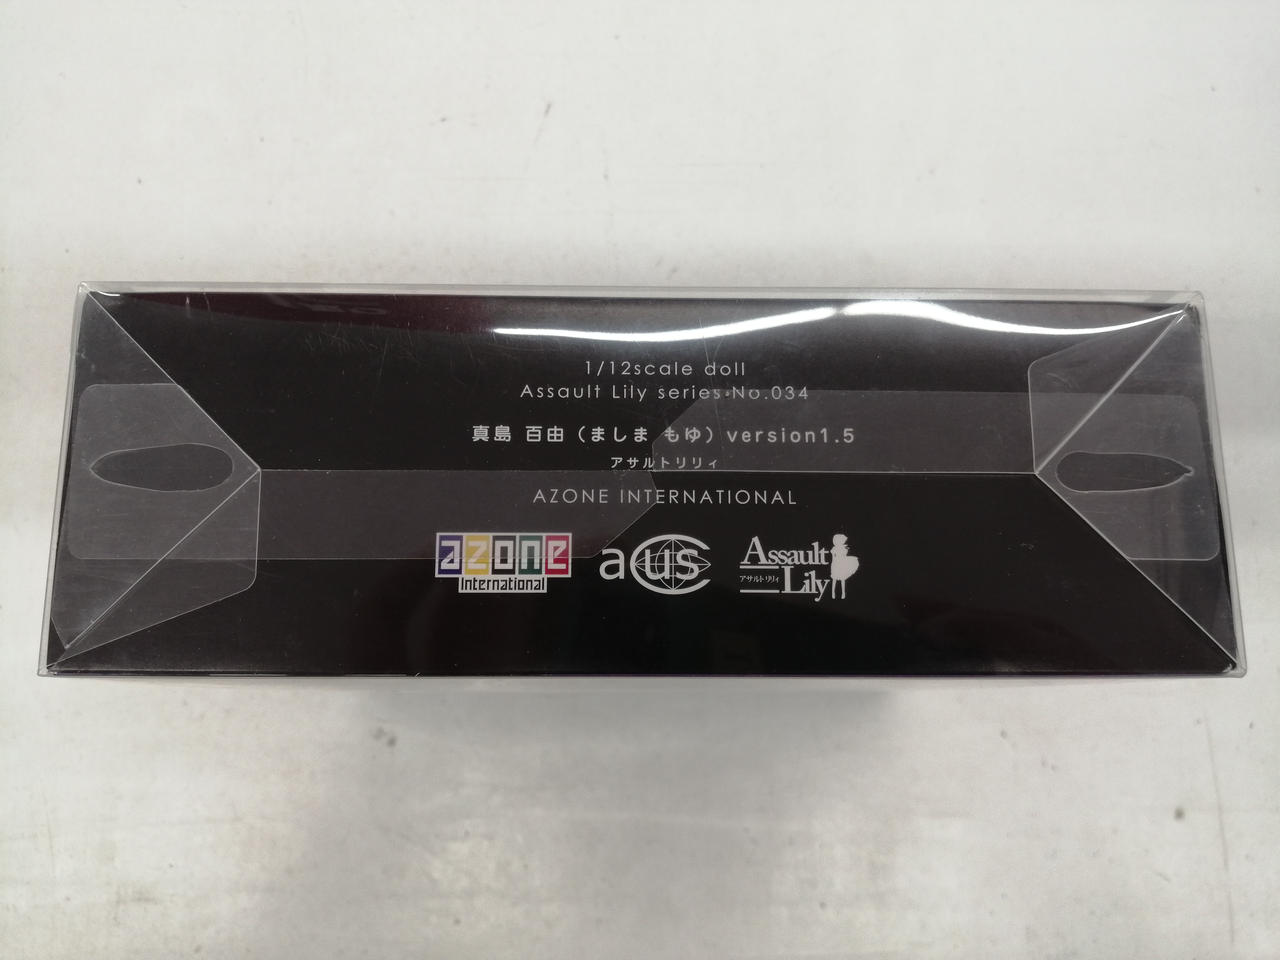 1/12scale doll
Assault Lily series No.034
真島 百由（ましま もゆ）version1.5
アサルトリリィ
AZONE INTERNATIONAL
azone
International
acus
Assault
アサルトリリィ
Lily